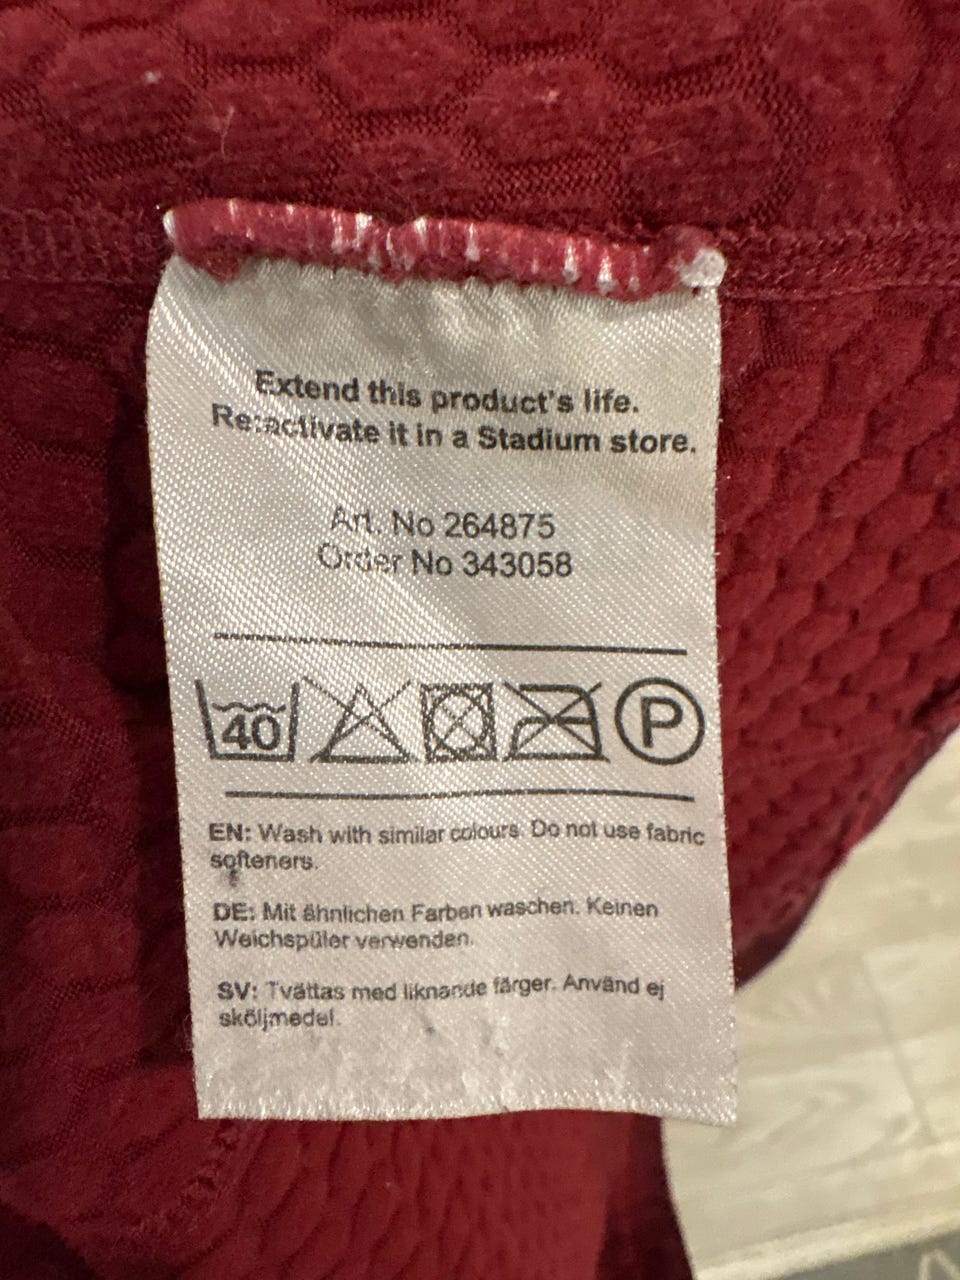 Extend this product's life.
Re:activate it in a Stadium store.
Art. No 264875
Order No 343058
40 P
EN: Wash with similar colours. Do not use fabric
softeners.
DE: Mit ähnlichen Farben waschen. Keinen
Weichspüler verwenden.
SV: Tvättas med liknande färger. Använd ej
sköljmedel.